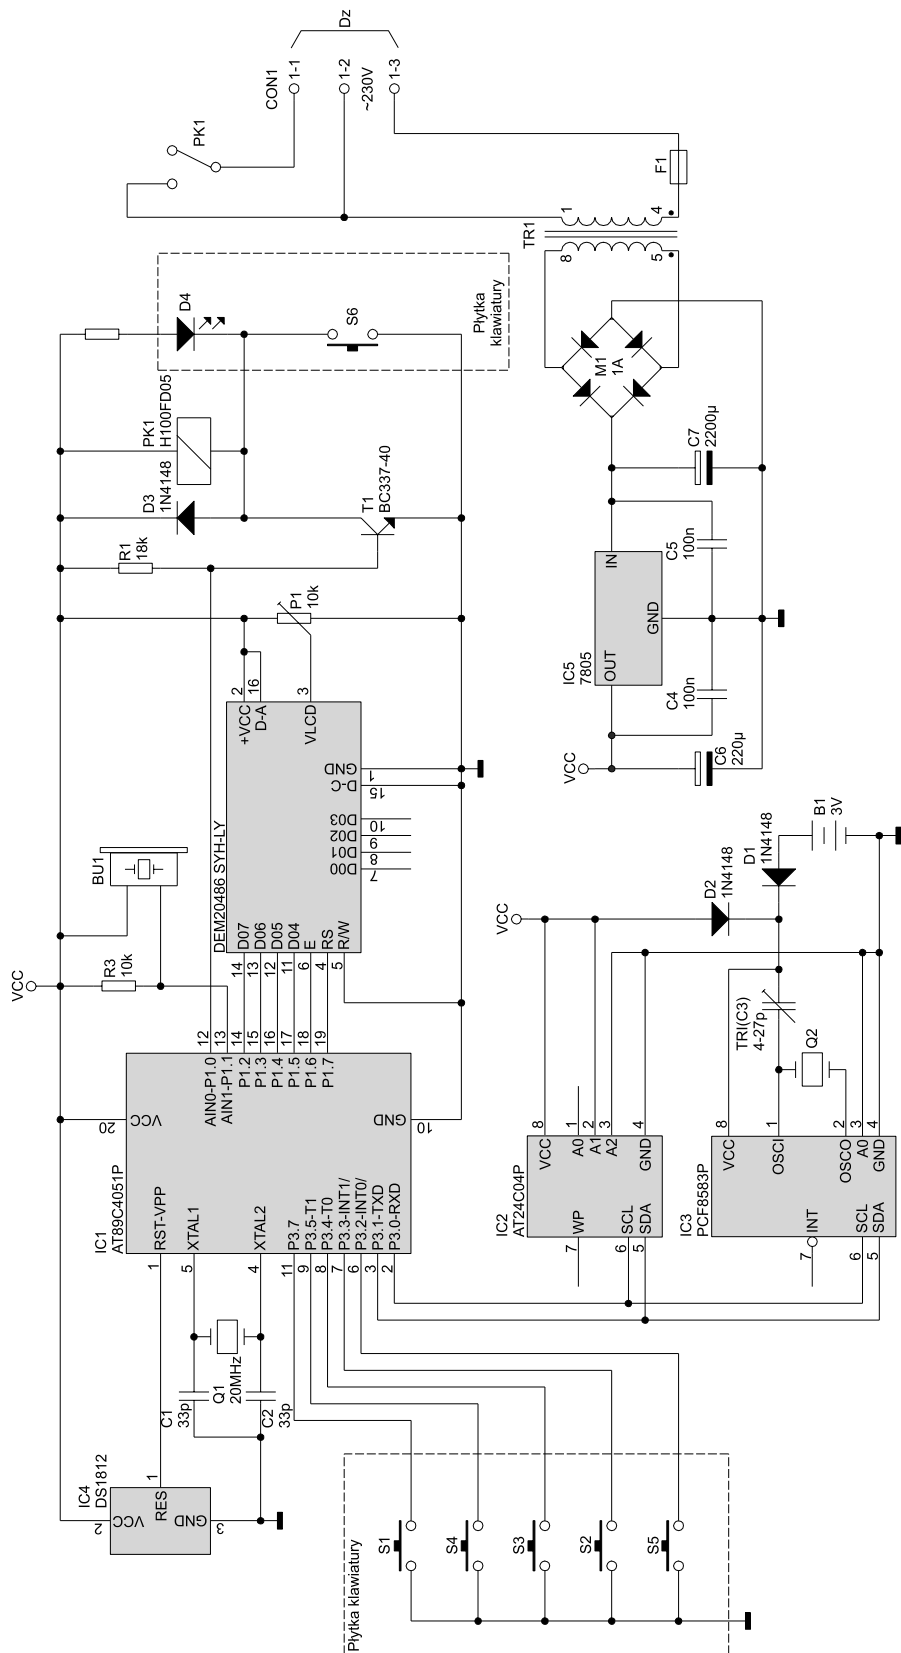 Płytka klawiatury
S1
S4
S3
S2
S5
IC4
DS1812
2
VCC
RES
1
GND
3
C1
33p
Q1
20MHz
C2
33p
IC1
AT89C4051P
20
VCC
1
RST-VPP
5
XTAL1
4
XTAL2
11
P3.7
9
P3.5-T1
8
P3.4-T0
7
P3.3-INT1/
6
P3.2-INT0/
3
P3.1-TXD
2
P3.0-RXD
AIN0-P1.0
12
AIN1-P1.1
13
P1.2
14
P1.3
15
P1.4
16
P1.5
17
P1.6
18
P1.7
19
GND
10
VCC
R3
10k
BU1
DEM20486 SYH-LY
14
D07
13
D06
12
D05
11
D04
6
E
4
RS
5
R/W
+VCC
2
D-A
16
VLCD
3
GND
1
D-C
15
D03
10
D02
9
D01
8
D00
7
P1
10k
R1
18k
D3
1N4148
PK1
H100FD05
T1
BC337-40
D4
S6
Płytka
klawiatury
PK1
CON1
1-1
1-2
~230V
1-3
Dz
IC2
AT24C04P
7
WP
6
SCL
5
SDA
VCC
8
A0
1
A1
2
A2
3
GND
4
IC3
PCF8583P
7
INT
6
SCL
5
SDA
VCC
8
OSCI
1
OSCO
2
A0
3
GND
4
TRI(C3)
4-27p
Q2
VCC
D2
1N4148
D1
1N4148
B1
3V
VCC
C6
220µ
C4
100n
IC5
7805
OUT
GND
IN
C5
100n
C7
2200µ
M1
1A
TR1
8
5
1
4
F1